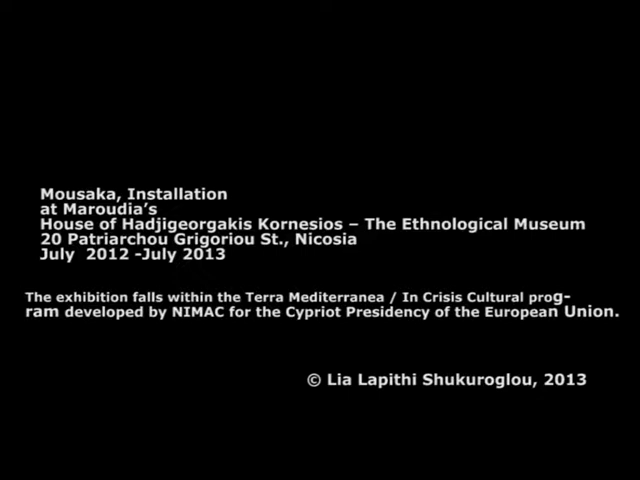 Mousaka, Installation
at Maroudia’s
House of Hadjigeorgakis Kornesios – The Ethnological Museum
20 Patriarchou Grigoriou St., Nicosia
July  2012 -July 2013
The exhibition falls within the Terra Mediterranea / In Crisis Cultural prog-
ram developed by NIMAC for the Cypriot Presidency of the European Union.
© Lia Lapithi Shukuroglou, 2013